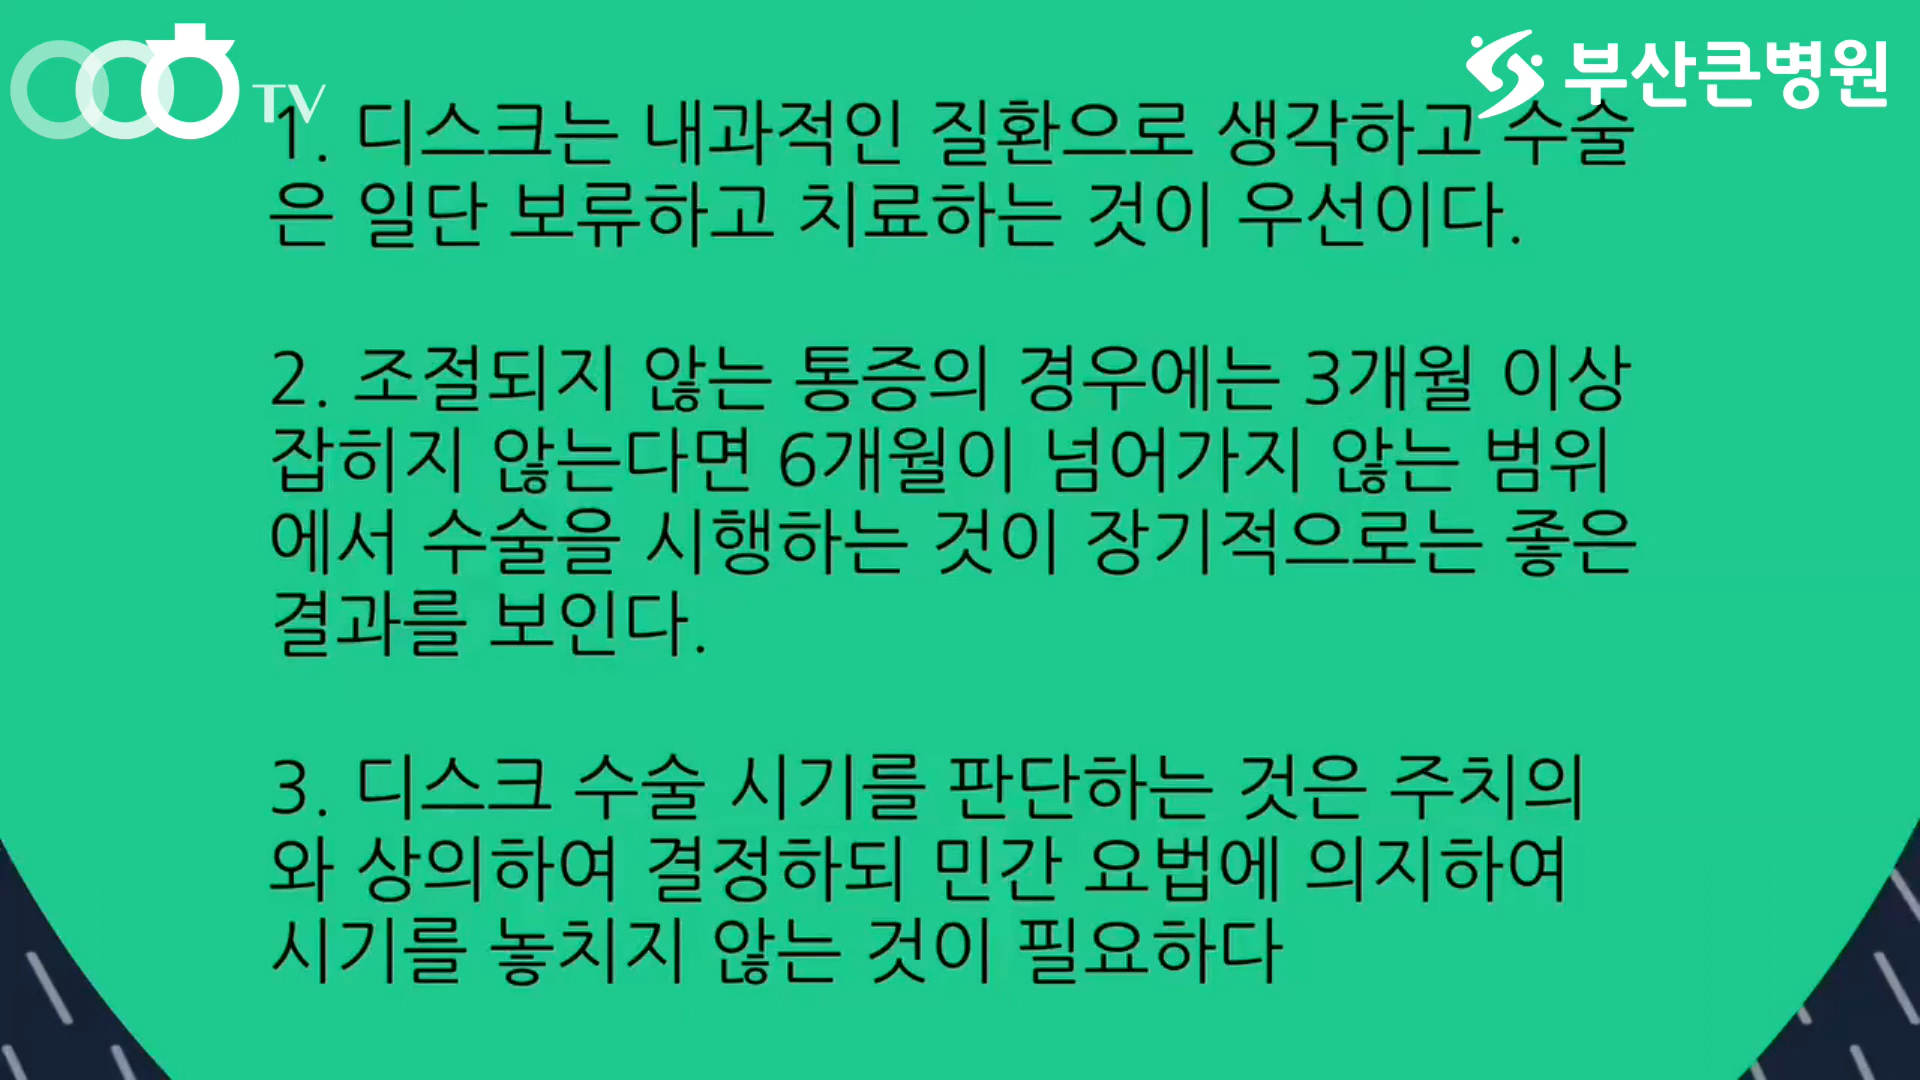 TV
부산큰병원
1. 디스크는 내과적인 질환으로 생각하고 수술
은 일단 보류하고 치료하는 것이 우선이다.
2. 조절되지 않는 통증의 경우에는 3개월 이상
잡히지 않는다면 6개월이 넘어가지 않는 범위
에서 수술을 시행하는 것이 장기적으로는 좋은
결과를 보인다.
3. 디스크 수술 시기를 판단하는 것은 주치의
와 상의하여 결정하되 민간 요법에 의지하여
시기를 놓치지 않는 것이 필요하다